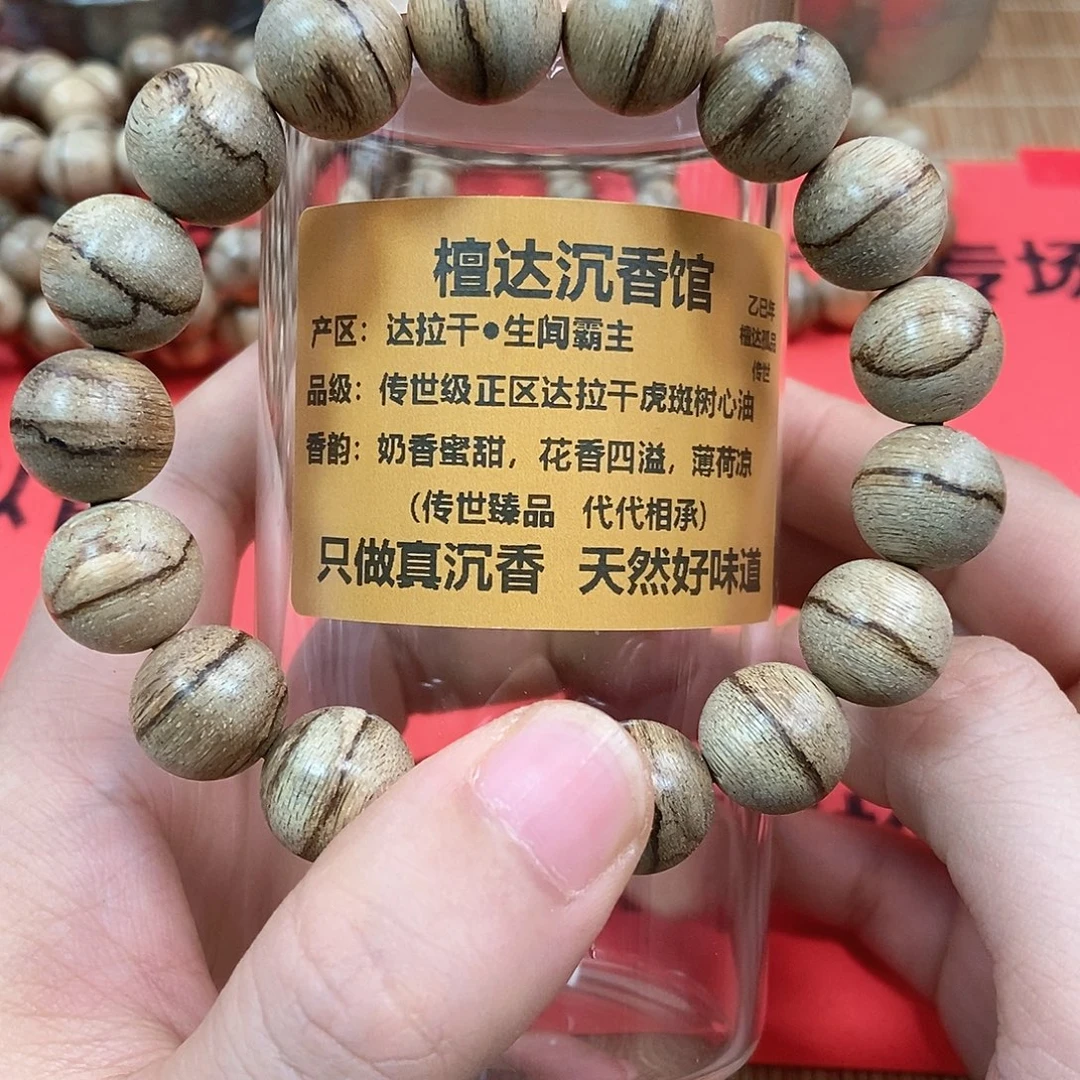 檀达沉香馆
乙巳年
檀达藏品
传世
产区：达拉干•生闻霸主
品级：传世级正区达拉干虎斑树心油
香韵：奶香蜜甜，花香四溢，薄荷凉
（传世臻品 代代相承）
只做真沉香 天然好味道
专场